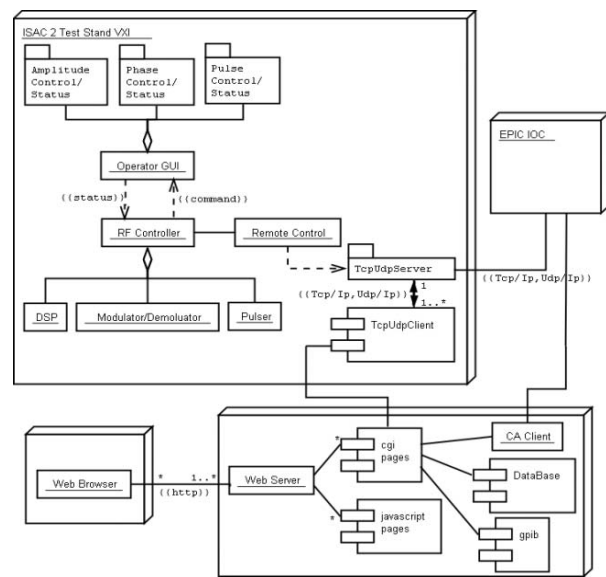 ISAC 2 Test Stand VXI
Amplitude
Control/
Status
Phase
Control/
Status
Pulse
Control/
Status
EPIC IOC
Operator GUI
((status))
((command))
RF Controller
Remote Control
TcpUdpServer
((Tcp/Ip,Udp/Ip))
1
1..*
((Tcp/Ip,Udp/Ip))
DSP
Modulator/Demoluator
Pulser
TcpUdpClient
Web Browser
*
1..*
((http))
Web Server
*
cgi
pages
CA Client
DataBase
*
javascript
pages
gpib